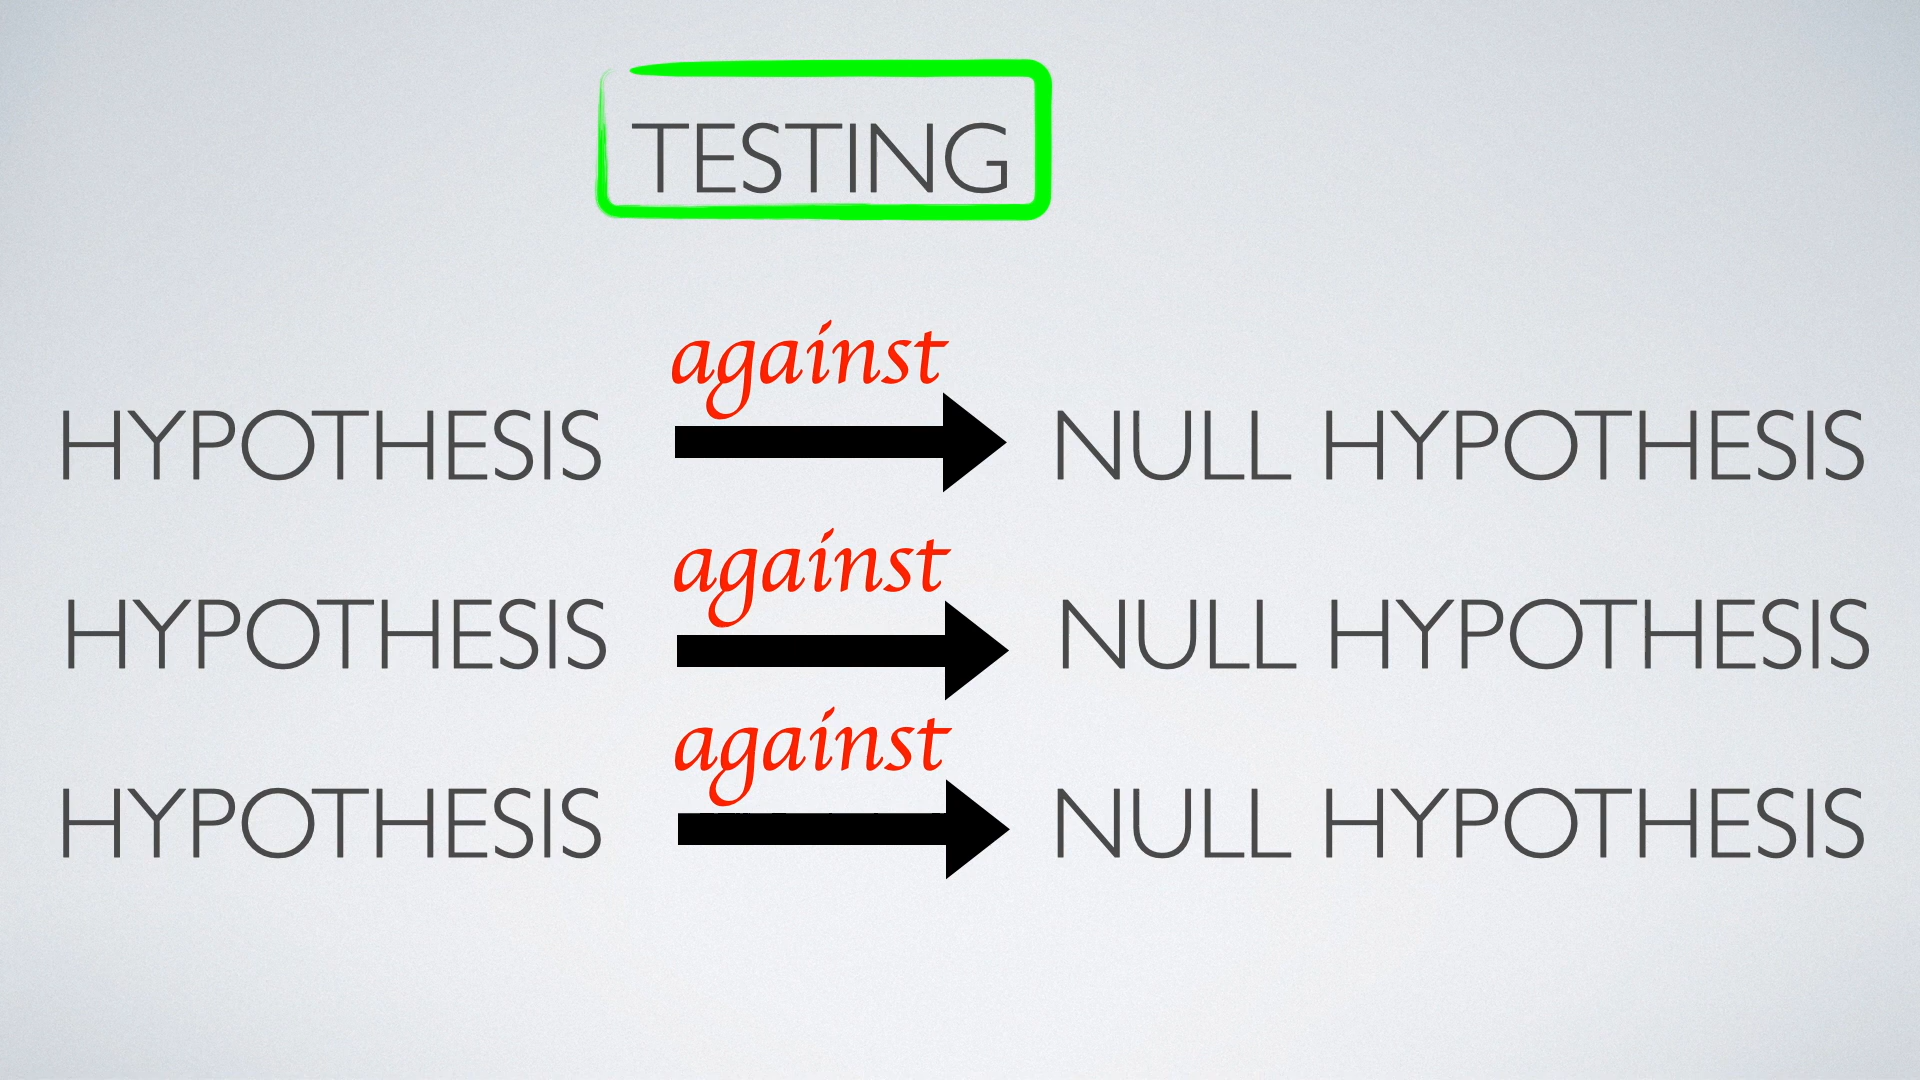 TESTING
against
HYPOTHESIS NULL HYPOTHESIS
against
HYPOTHESIS NULL HYPOTHESIS
against
HYPOTHESIS NULL HYPOTHESIS